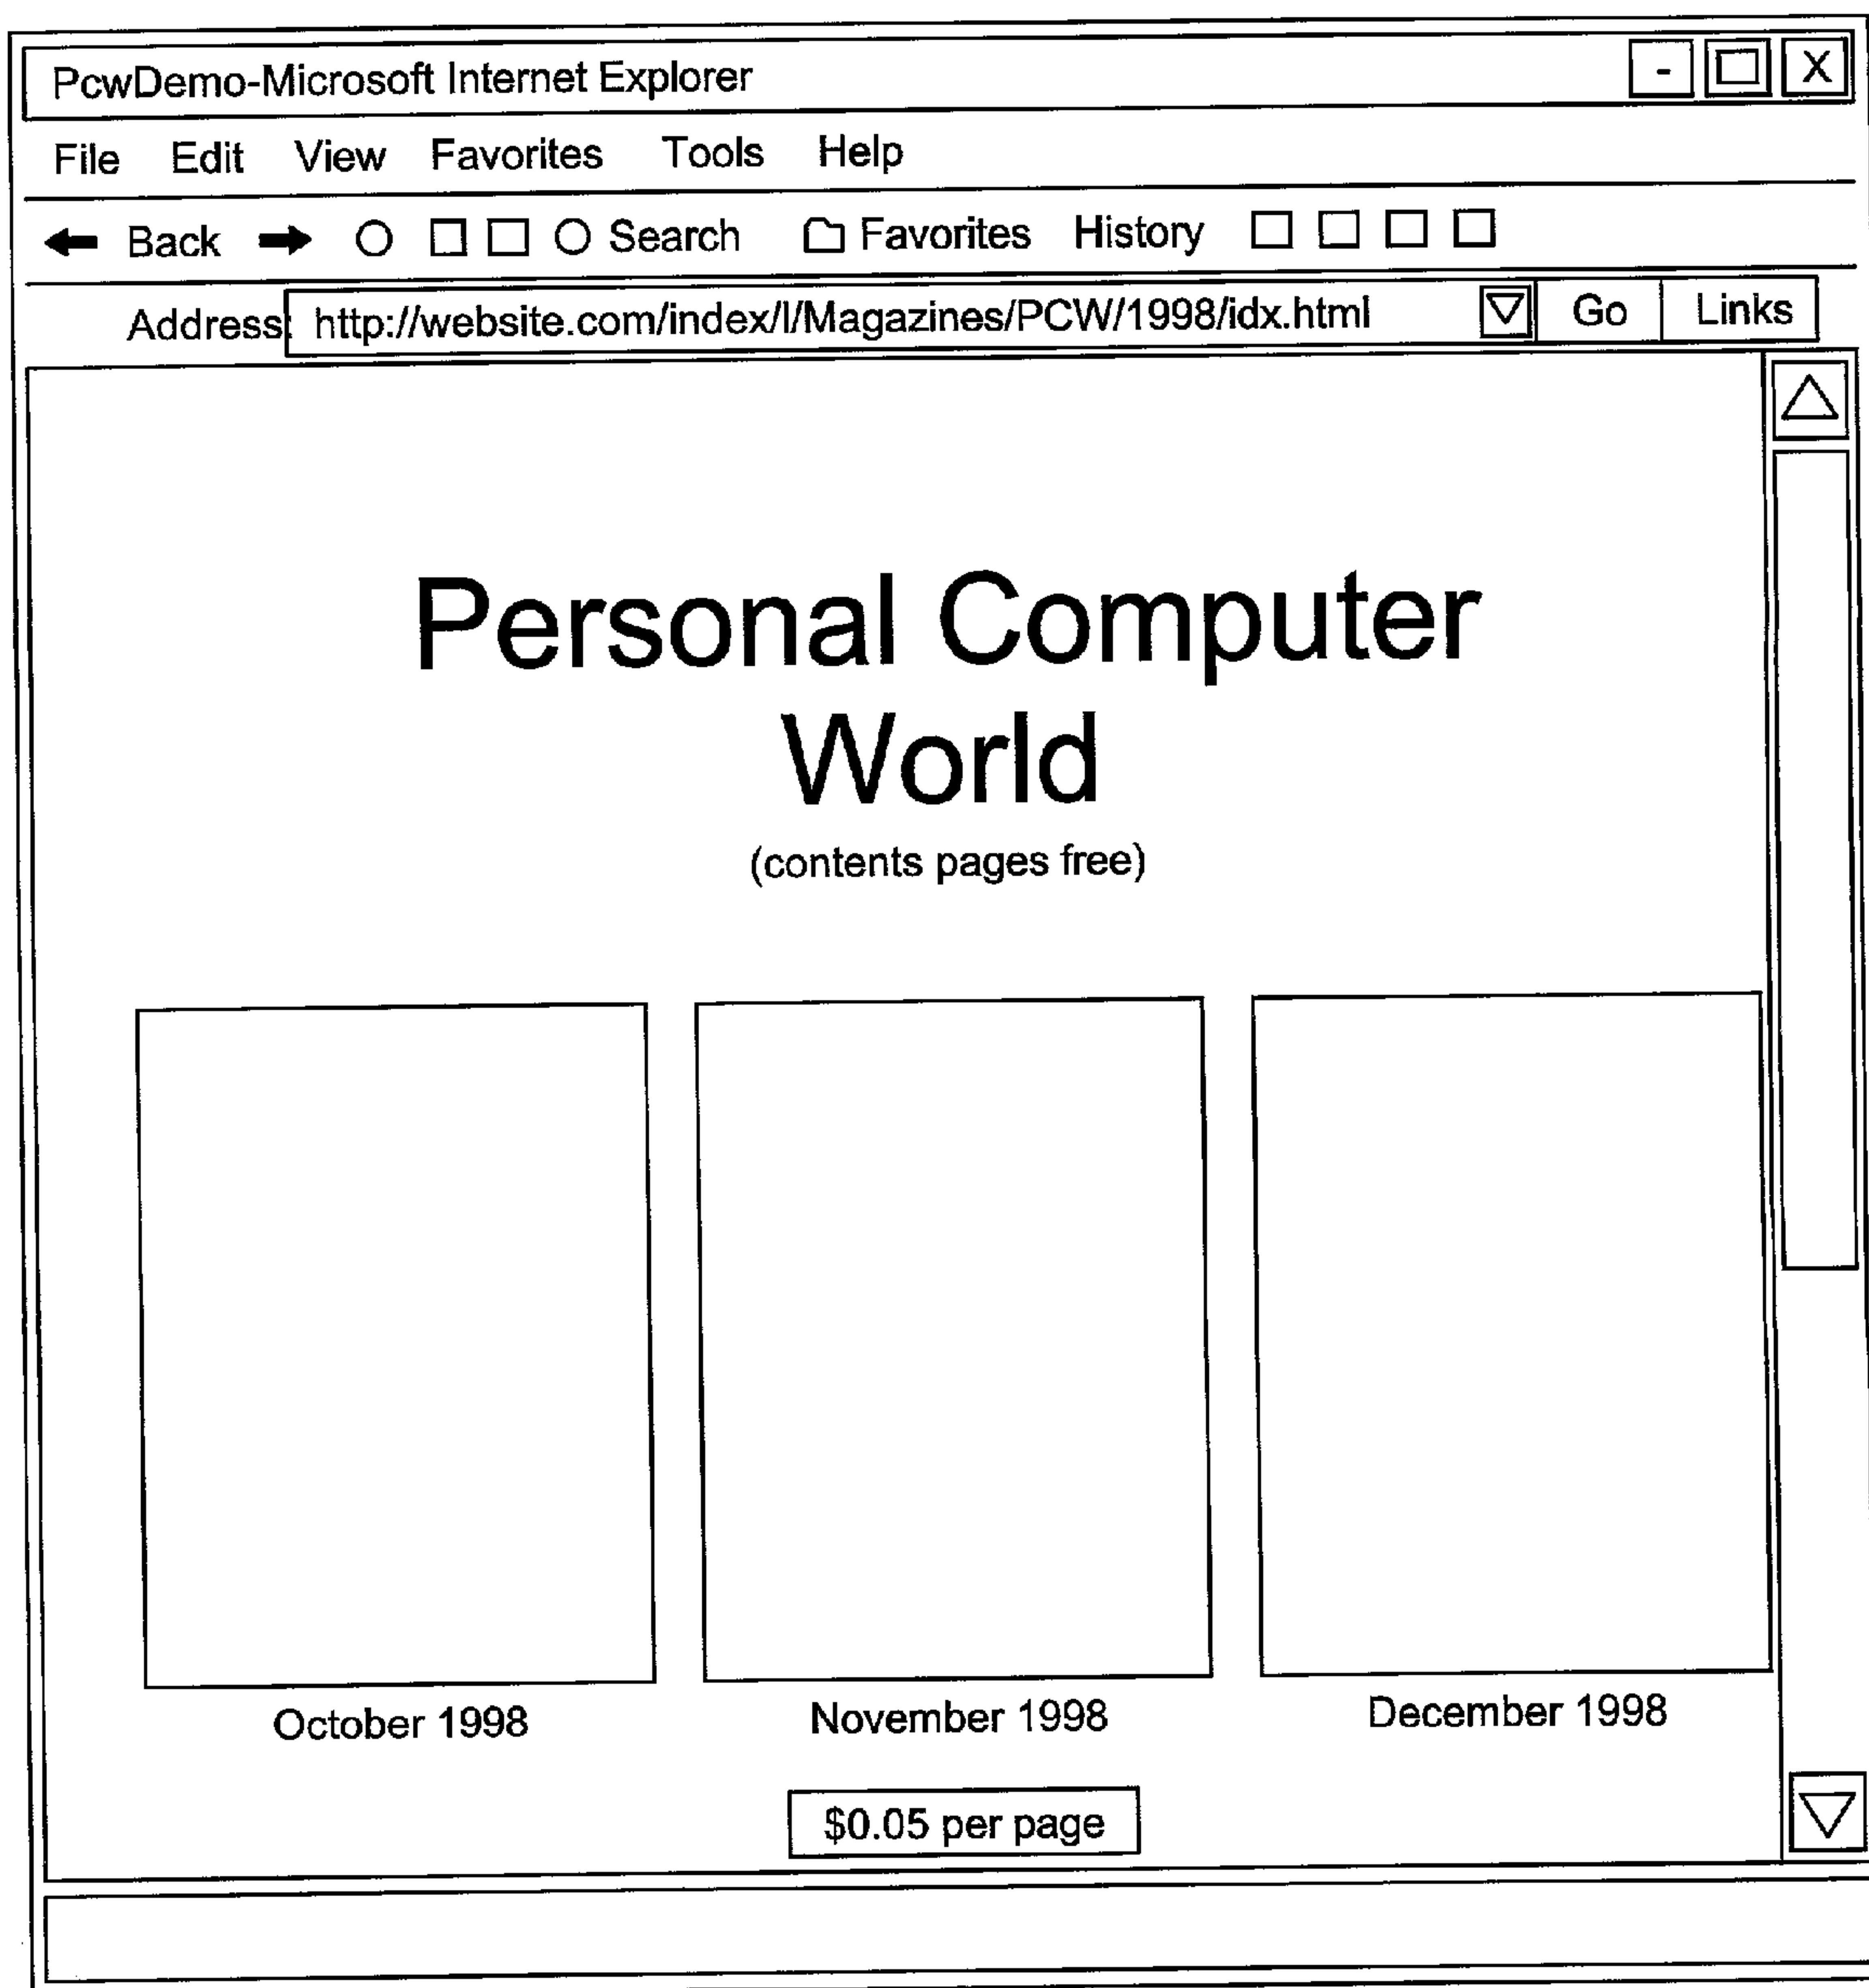 PcwDemo-Microsoft Internet Explorer - X
File Edit View Favorites Tools Help
Back Search Favorites History
Address: http://website.com/index/I/Magazines/PCW/1998/idx.html Go Links
Personal Computer
World
(contents pages free)
October 1998 November 1998 December 1998
$0.05 per page